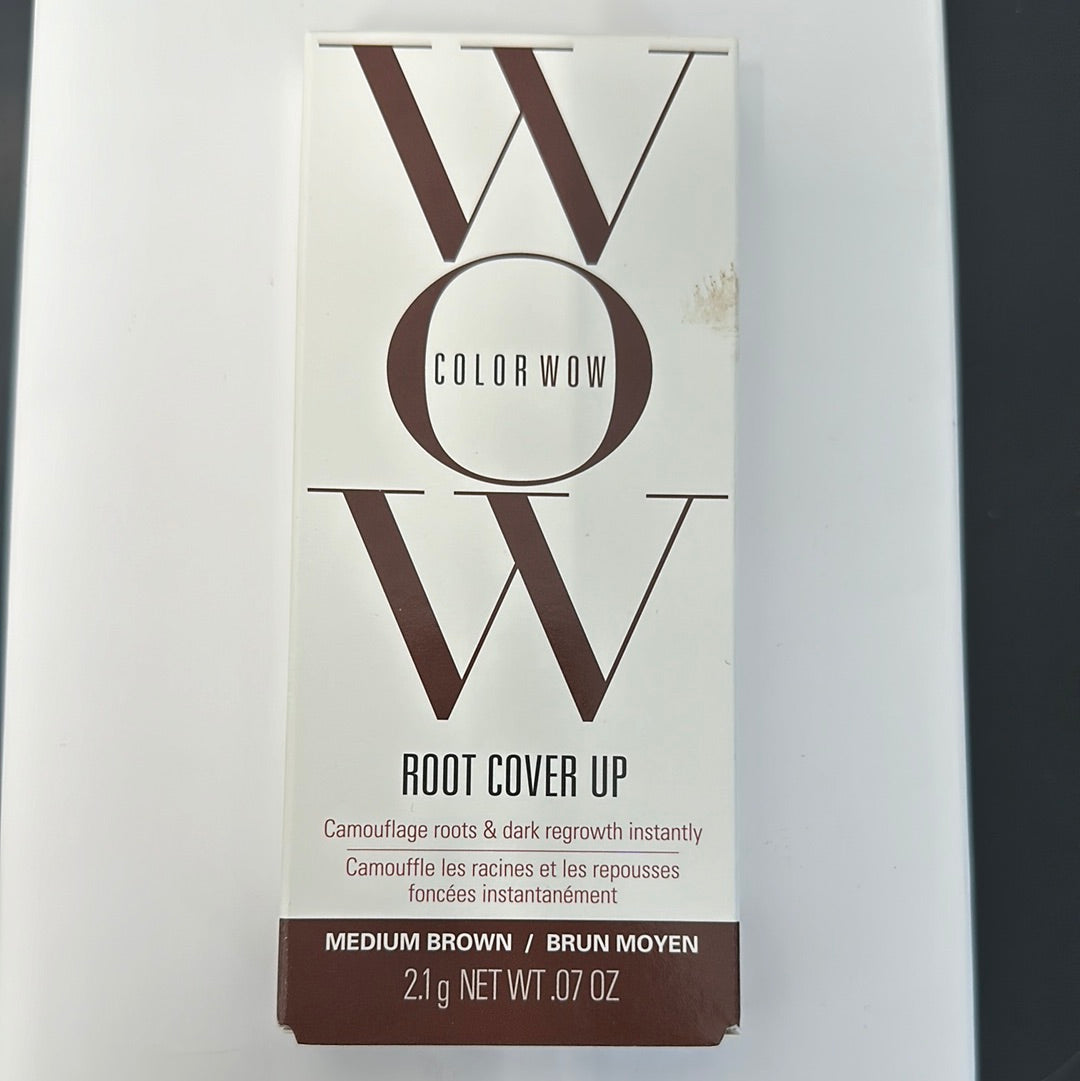 WOW
COLOR WOW
ROOT COVER UP
Camouflage roots & dark regrowth instantly
Camouffle les racines et les repousses
foncées instantanément
MEDIUM BROWN / BRUN MOYEN
2.1 g NET WT .07 OZ